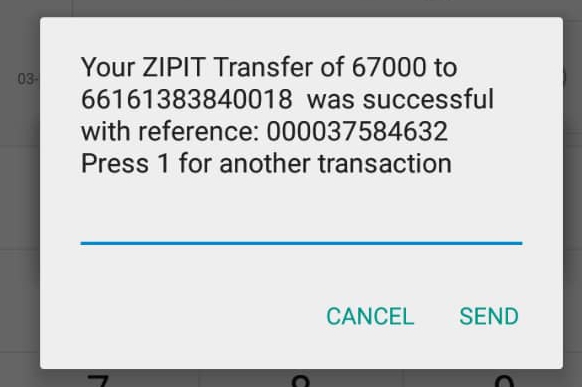 03-
Your ZIPIT Transfer of 67000 to
66161383840018 was successful
with reference: 000037584632
Press 1 for another transaction
CANCEL SEND
7 8 9